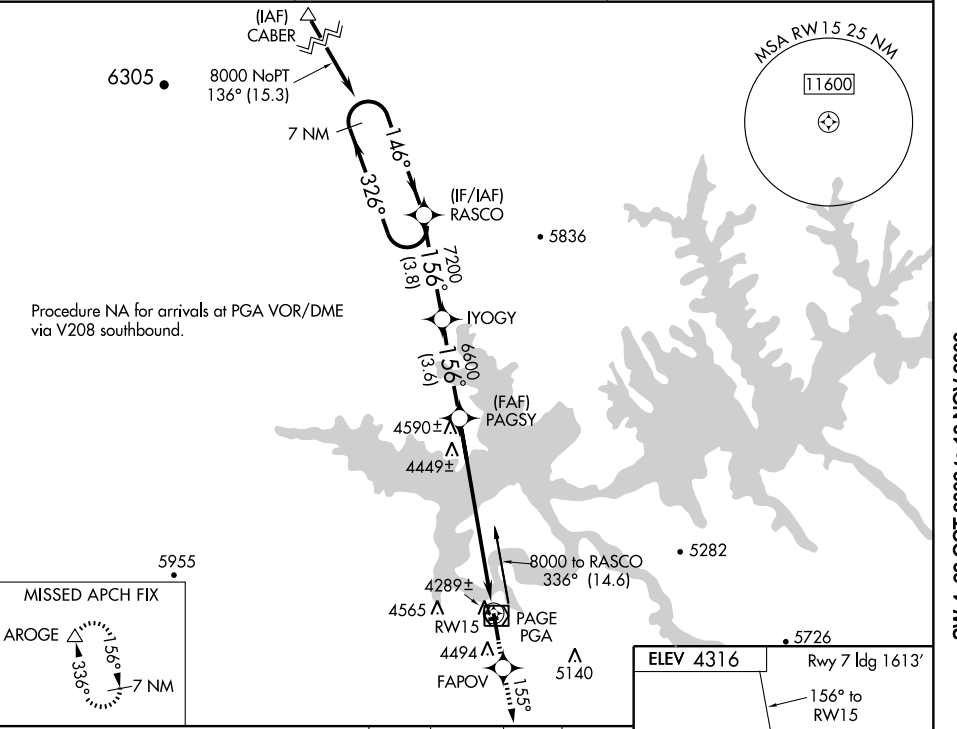 (IAF)
CABER
6305
8000 NoPT
136° (15.3)
7 NM
146°
326°
(IF/IAF)
RASCO
5836
7200
156°
(3.8)
MSA RW15 25 NM
11600
Procedure NA for arrivals at PGA VOR/DME
via V208 southbound.
IYOGY
6600
156°
(3.6)
(FAF)
PAGSY
4590±
4449±
5282
8000 to RASCO
336° (14.6)
5955
4289±
4565
RW15
PAGE
PGA
4494
5140
FAPOV
155°
5726
MISSED APCH FIX
AROGE
156°
336°
7 NM
ELEV 4316
Rwy 7 ldg 1613'
156° to
RW15